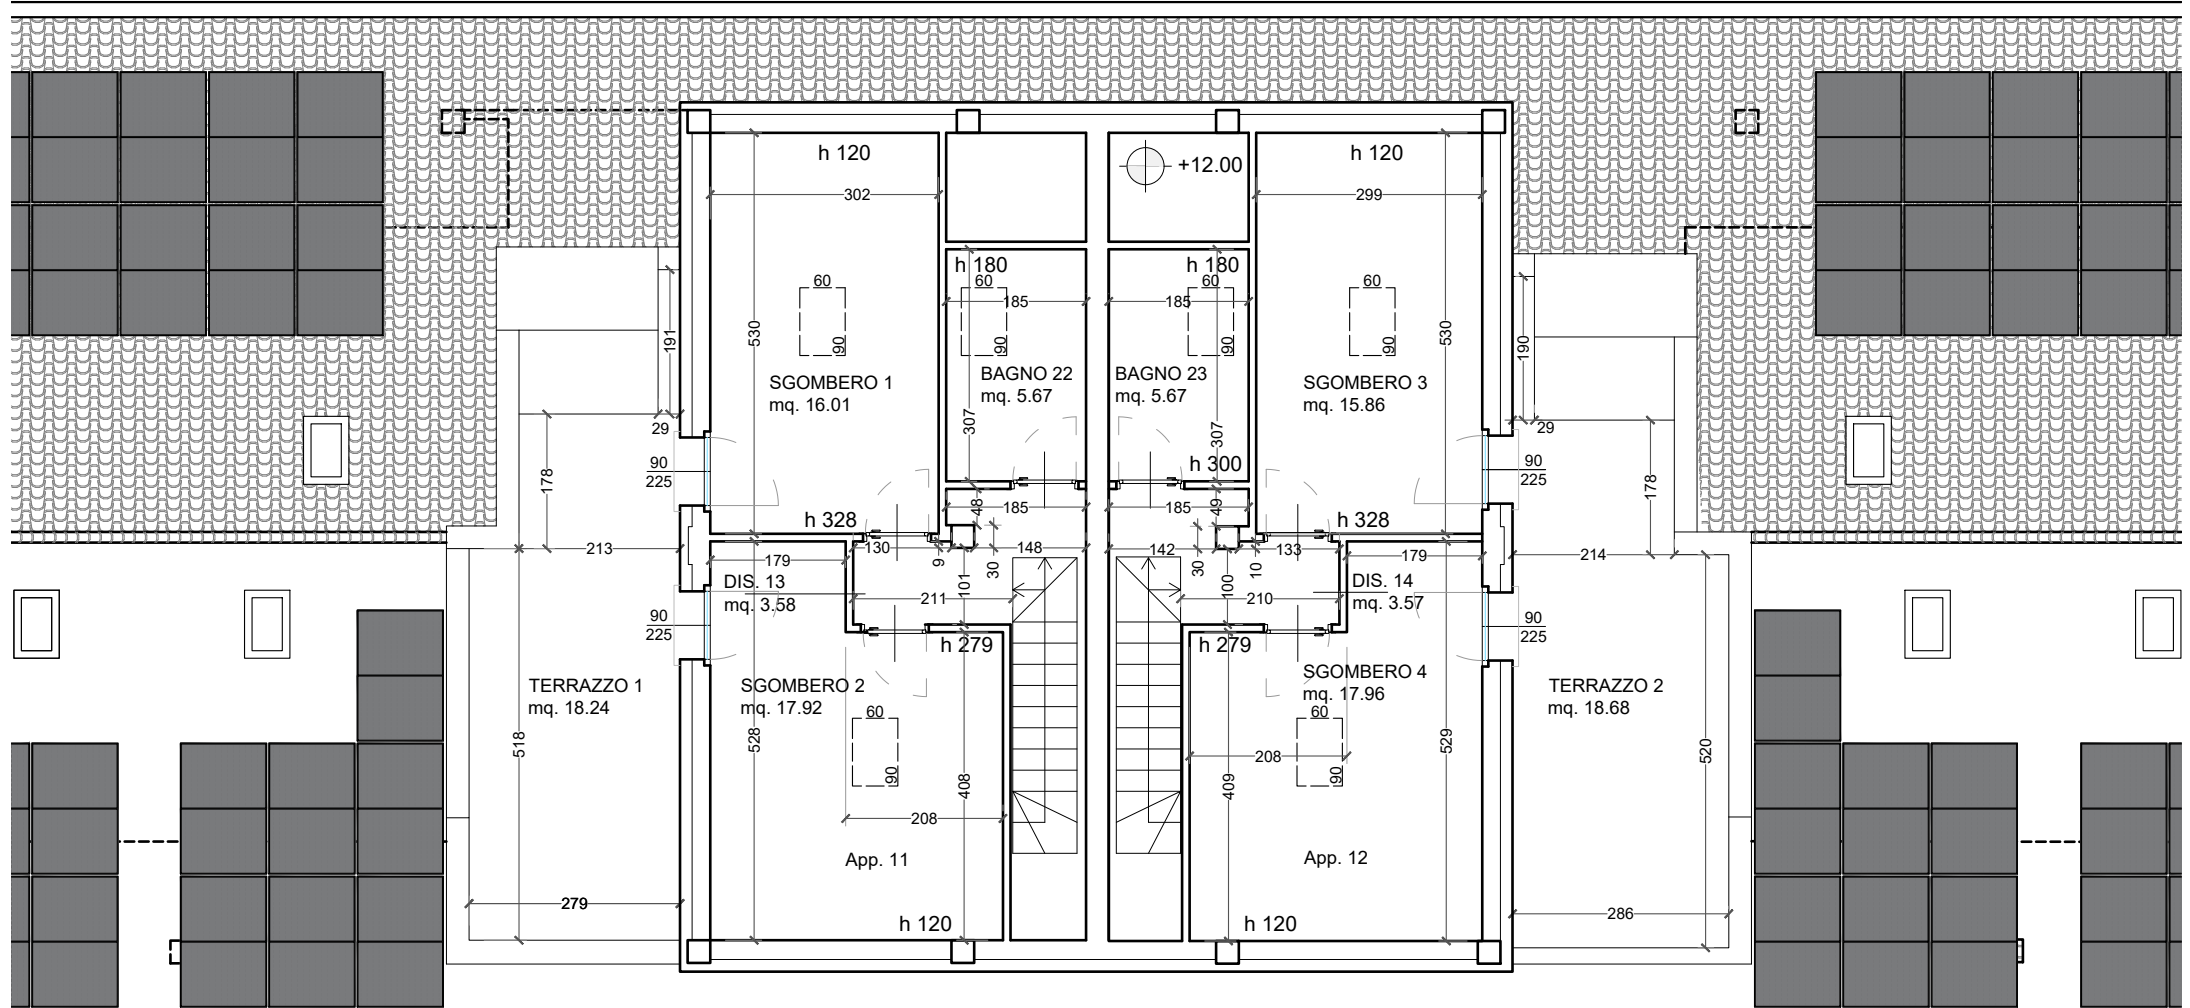 h 120
+12.00
h 120
302
299
h 180
h 180
60
60
60
60
185
185
191
530
90
90
90
90
530
190
SGOMBERO 1
mq. 16.01
BAGNO 22
mq. 5.67
BAGNO 23
mq. 5.67
SGOMBERO 3
mq. 15.86
307
307
29
29
90
225
h 300
90
225
178
178
48
49
185
185
h 328
h 328
213
130
148
142
133
214
179
9
30
30
10
179
101
100
DIS. 13
mq. 3.58
DIS. 14
mq. 3.57
211
210
90
225
90
225
h 279
h 279
TERRAZZO 1
mq. 18.24
SGOMBERO 2
mq. 17.92
SGOMBERO 4
mq. 17.96
TERRAZZO 2
mq. 18.68
60
60
518
528
529
520
208
90
90
408
409
208
App. 11
App. 12
279
286
h 120
h 120